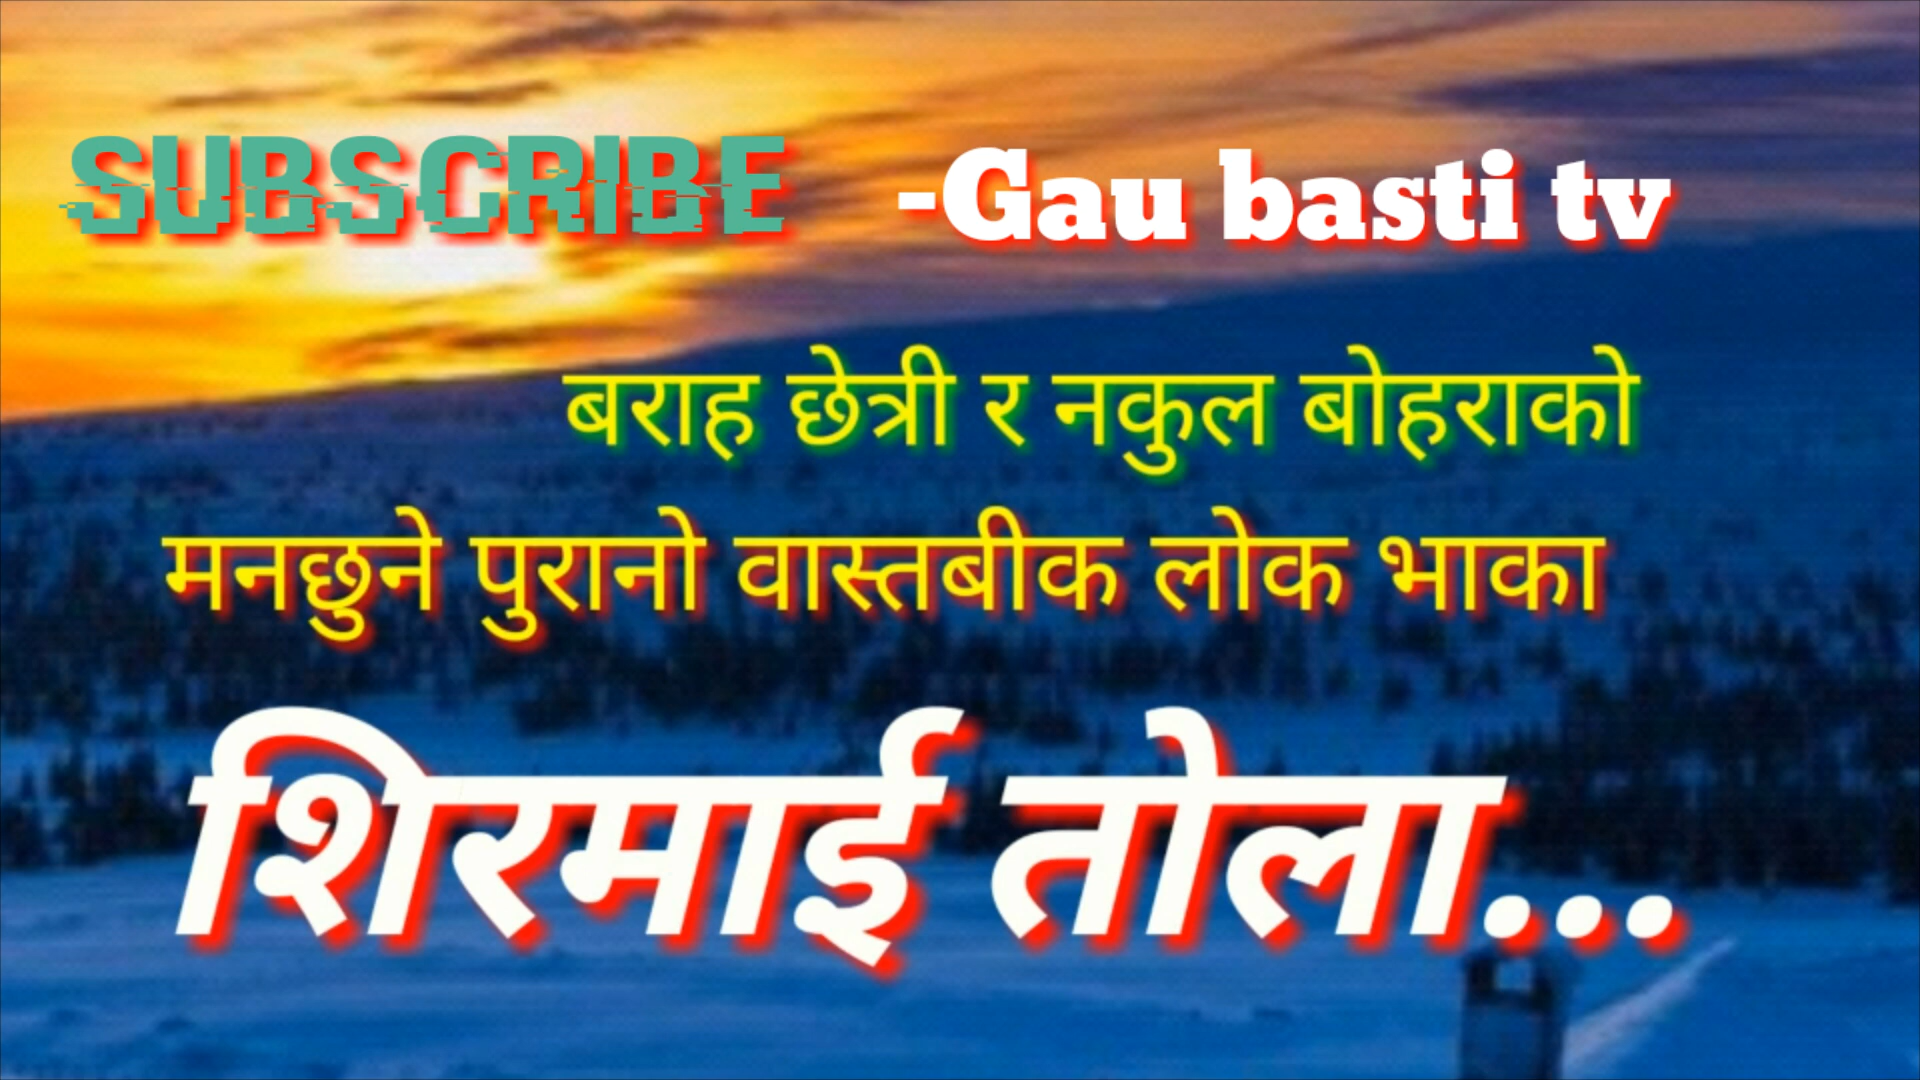 SUBSCRIBE -Gau basti tv
बराह छेत्री र नकुल बोहराको
मनछुने पुरानो वास्तबीक लोक भाका
शिरमाई तोला...